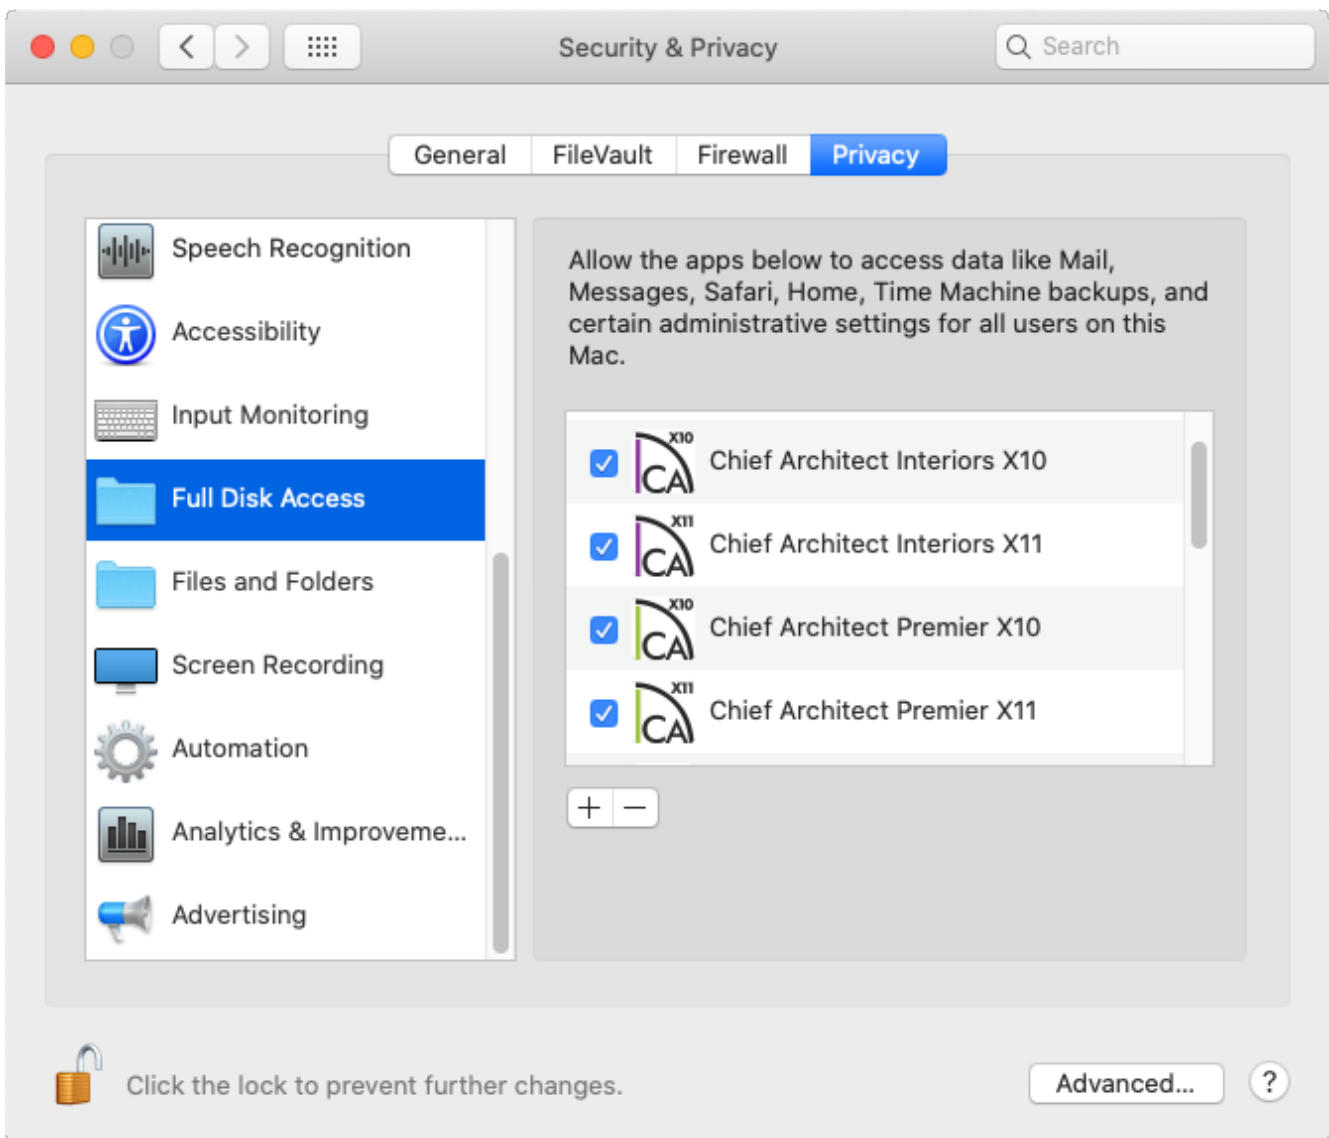 Security & Privacy
Search
General
FileVault
Firewall
Privacy
Speech Recognition
Accessibility
Input Monitoring
Full Disk Access
Files and Folders
Screen Recording
Automation
Analytics & Improveme...
Advertising
Allow the apps below to access data like Mail,
Messages, Safari, Home, Time Machine backups, and
certain administrative settings for all users on this
Mac.
X10
CA
Chief Architect Interiors X10
X11
CA
Chief Architect Interiors X11
X10
CA
Chief Architect Premier X10
X11
CA
Chief Architect Premier X11
+
−
Click the lock to prevent further changes.
Advanced...
?